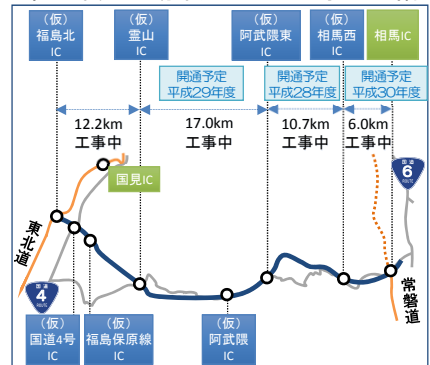 （仮）
福島北
IC
（仮）
霊山
IC
（仮）
阿武隈東
IC
（仮）
相馬西
IC
相馬IC
開通予定
平成29年度
開通予定
平成28年度
開通予定
平成30年度
12.2km
工事中
17.0km
工事中
10.7km
工事中
6.0km
工事中
国見IC
国道
6
ROUTE
東北道
国道
4
ROUTE
常磐道
（仮）
国道4号
IC
（仮）
福島保原線
IC
（仮）
阿武隈
IC